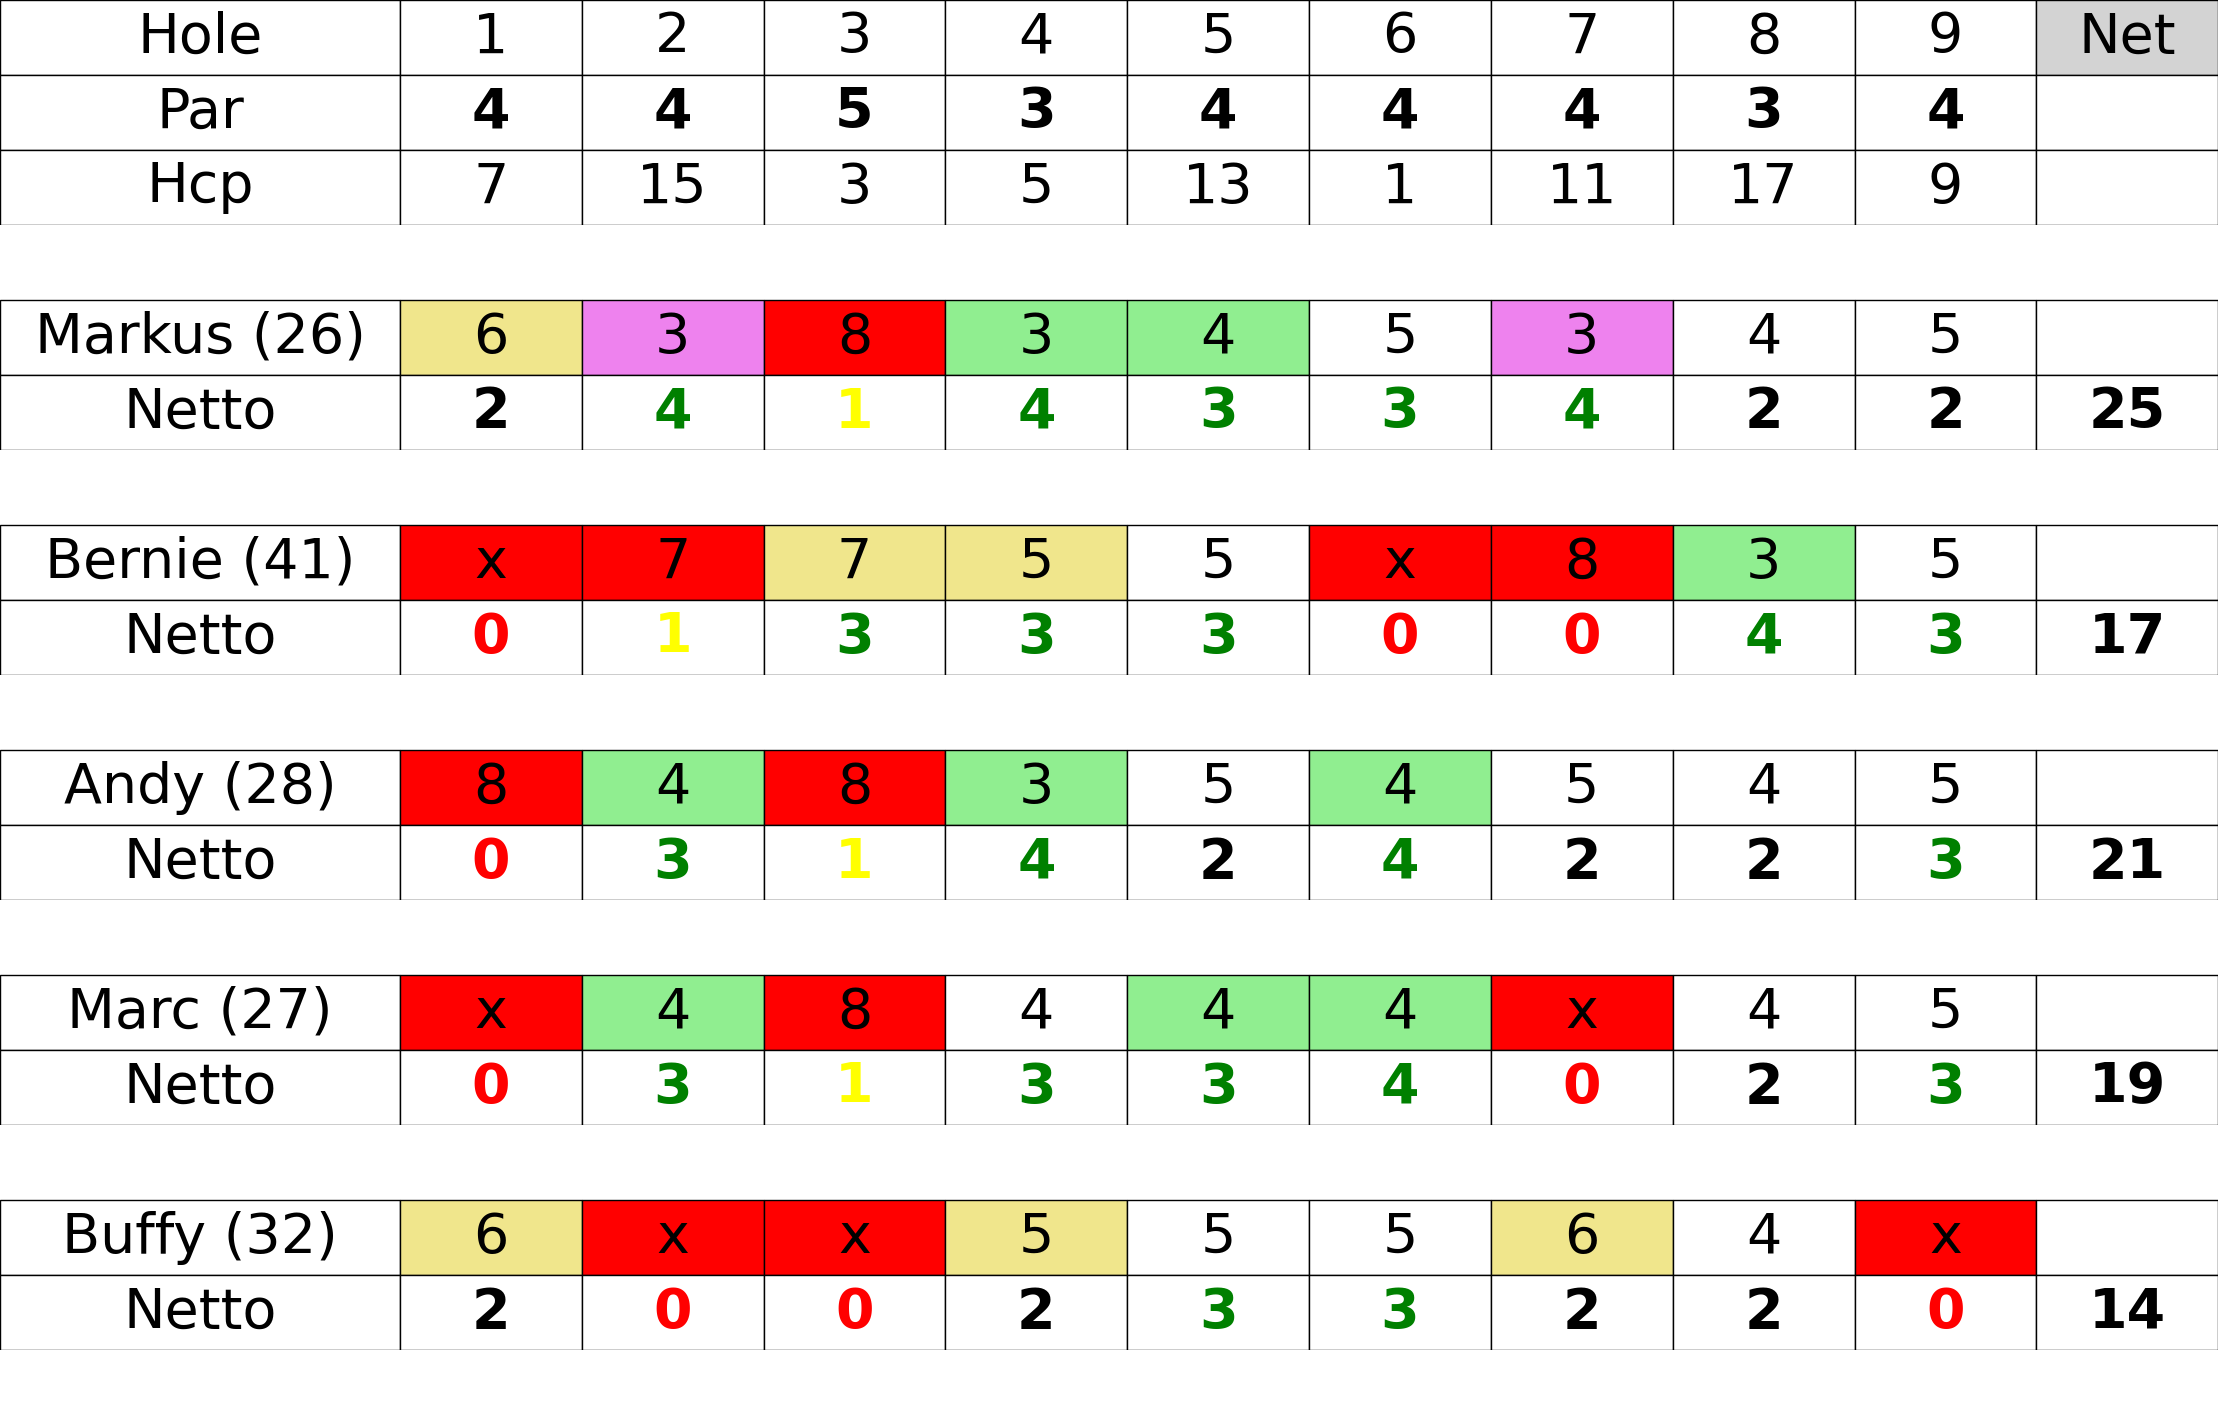 Hole 1 2 3 4 5 6 7 8 9 Net
Par 4 4 5 3 4 4 4 3 4
Hcp 7 15 3 5 13 1 11 17 9
Markus (26) 6 3 8 3 4 5 3 4 5
Netto 2 4 1 4 3 3 4 2 2 25
Bernie (41) x 7 7 5 5 x 8 3 5
Netto 0 1 3 3 3 0 0 4 3 17
Andy (28) 8 4 8 3 5 4 5 4 5
Netto 0 3 1 4 2 4 2 2 3 21
Marc (27) x 4 8 4 4 4 x 4 5
Netto 0 3 1 3 3 4 0 2 3 19
Buffy (32) 6 x x 5 5 5 6 4 x
Netto 2 0 0 2 3 3 2 2 0 14